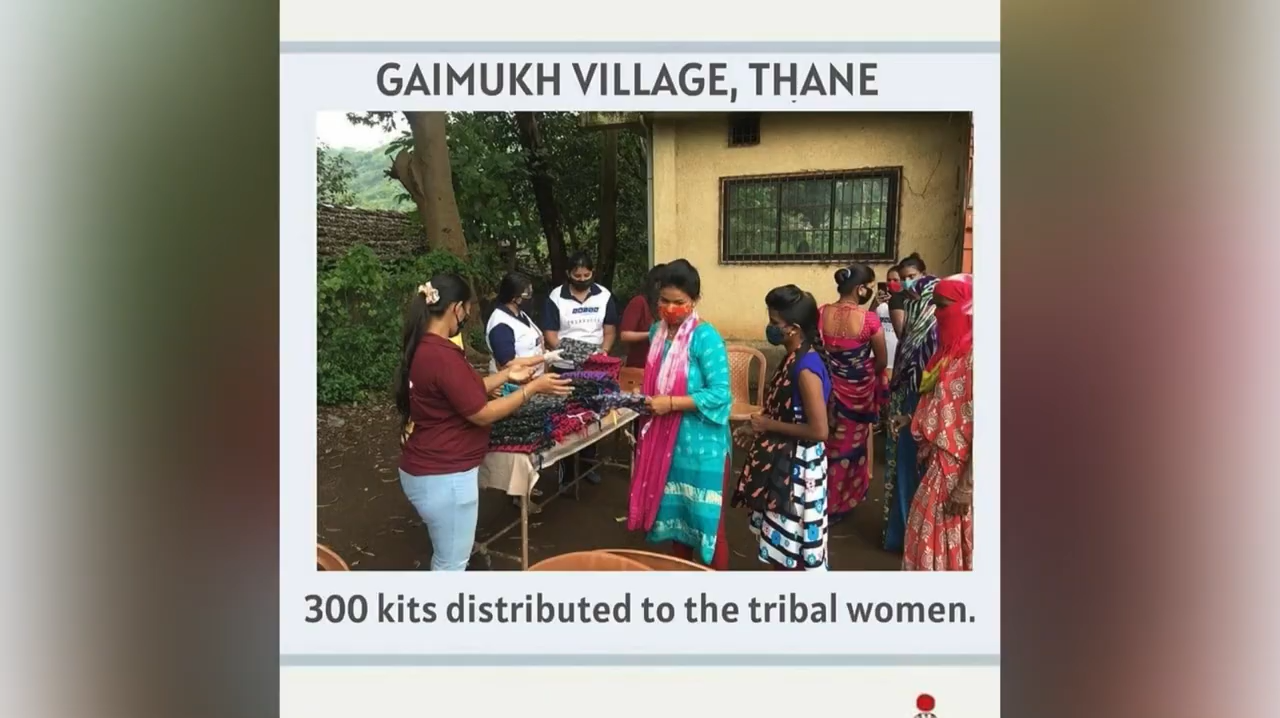 GAIMUKH VILLAGE, THANE
300 kits distributed to the tribal women.